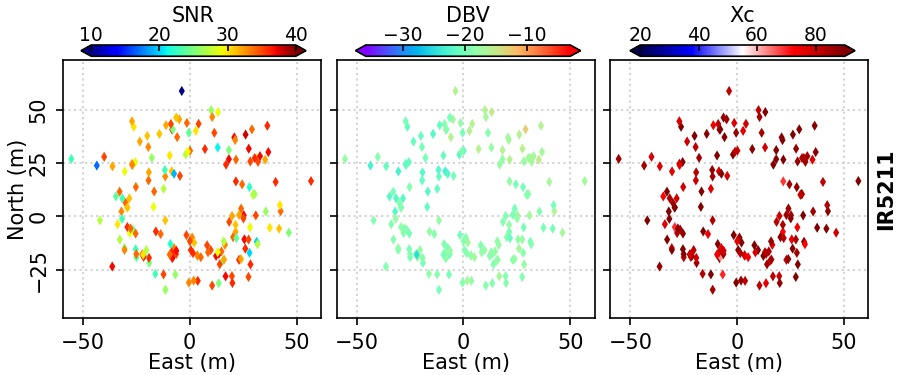 SNR DBV Xc
10 20 30 40 −30 −20 −10 20 40 60 80
50
25
0
−25
North (m)
IR5211
−50 0 50 −50 0 50 −50 0 50
East (m) East (m) East (m)